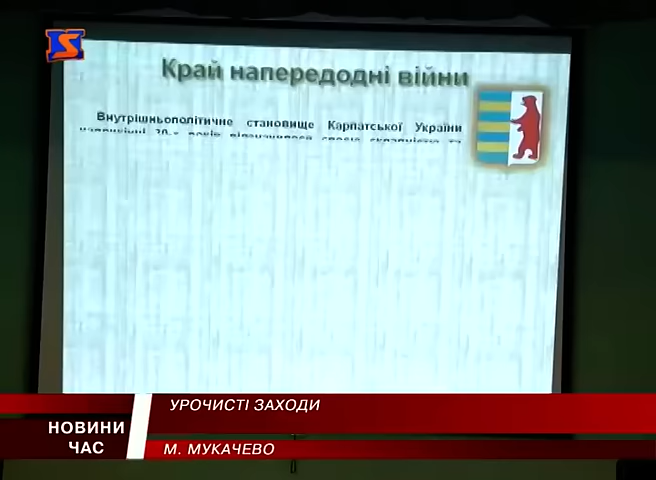 S
Край напередодні війни
Внутрішньополітичне становище Карпатської України
УРОЧИСТІ ЗАХОДИ
НОВИНИ
ЧАС
М. МУКАЧЕВО